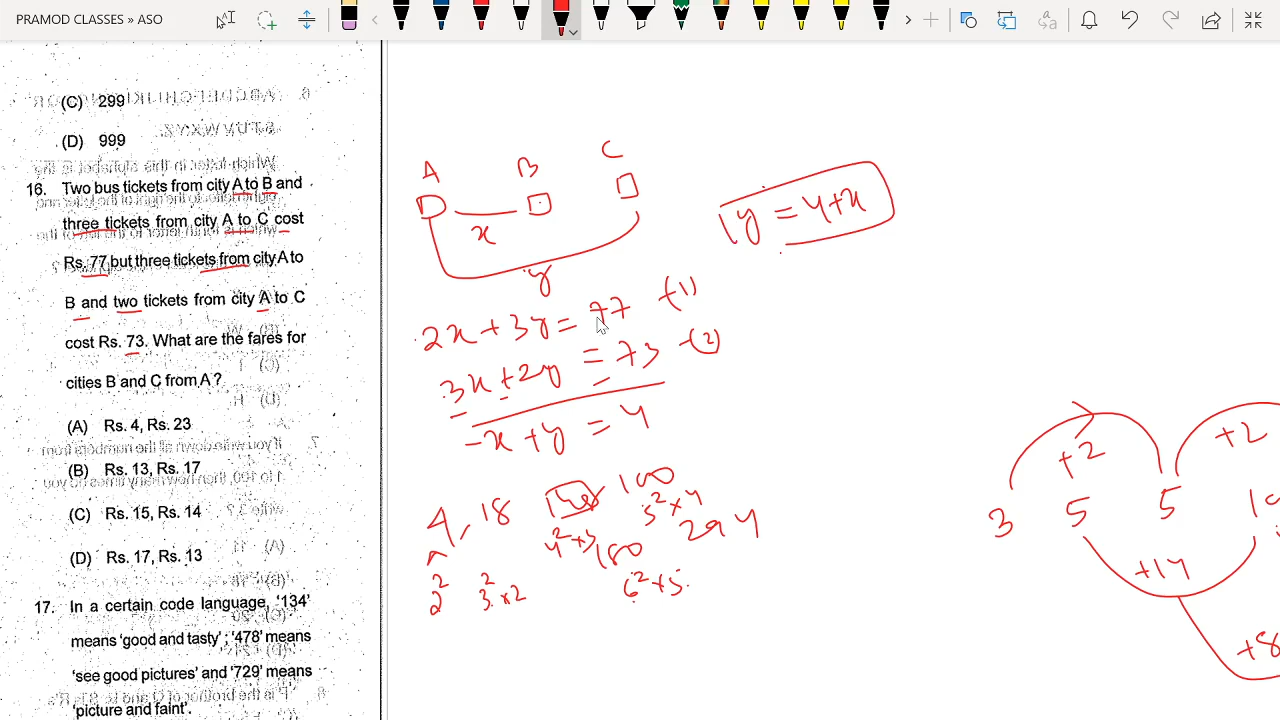 PRAMOD CLASSES » ASO
(C) 299
(D) 999
16. Two bus tickets from city A to B and
three tickets from city A to C cost
Rs. 77 but three tickets from city A to
B and two tickets from city A to C
cost Rs. 73. What are the fares for
cities B and C from A ?
(A) Rs. 4, Rs. 23
(B) Rs. 13, Rs. 17
(C) Rs. 15, Rs. 14
(D) Rs. 17, Rs. 13
17. In a certain code language, '134'
means 'good and tasty' ; '478' means
'see good pictures' and '729' means
'picture and faint'.
A B C
x
y
y = 4+x
2x + 3y = 77 -(1)
3x + 2y = 73 -(2)
-x + y = 4
4, 18 100
5²×4
294
4²×3
180
2² 3²×2 6²×5
+2 +2
3 5 5
+14
+8